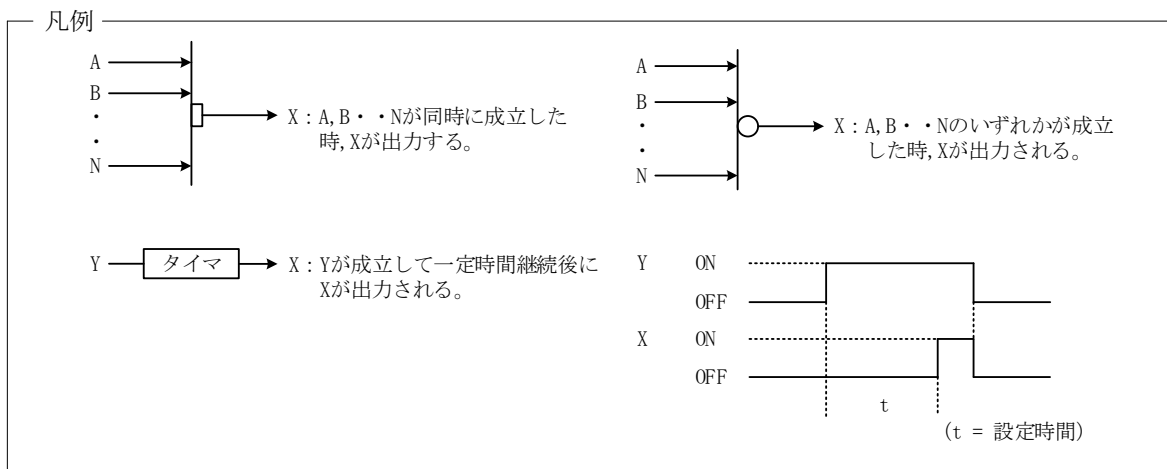 凡例
A
B
・
・
N
X：A,B・・Nが同時に成立した
時,Xが出力する。
A
B
・
・
N
X：A,B・・Nのいずれかが成立
した時,Xが出力される。
Y
タイマ
X：Yが成立して一定時間継続後に
Xが出力される。
Y ON
OFF
X ON
OFF
t
(t = 設定時間)